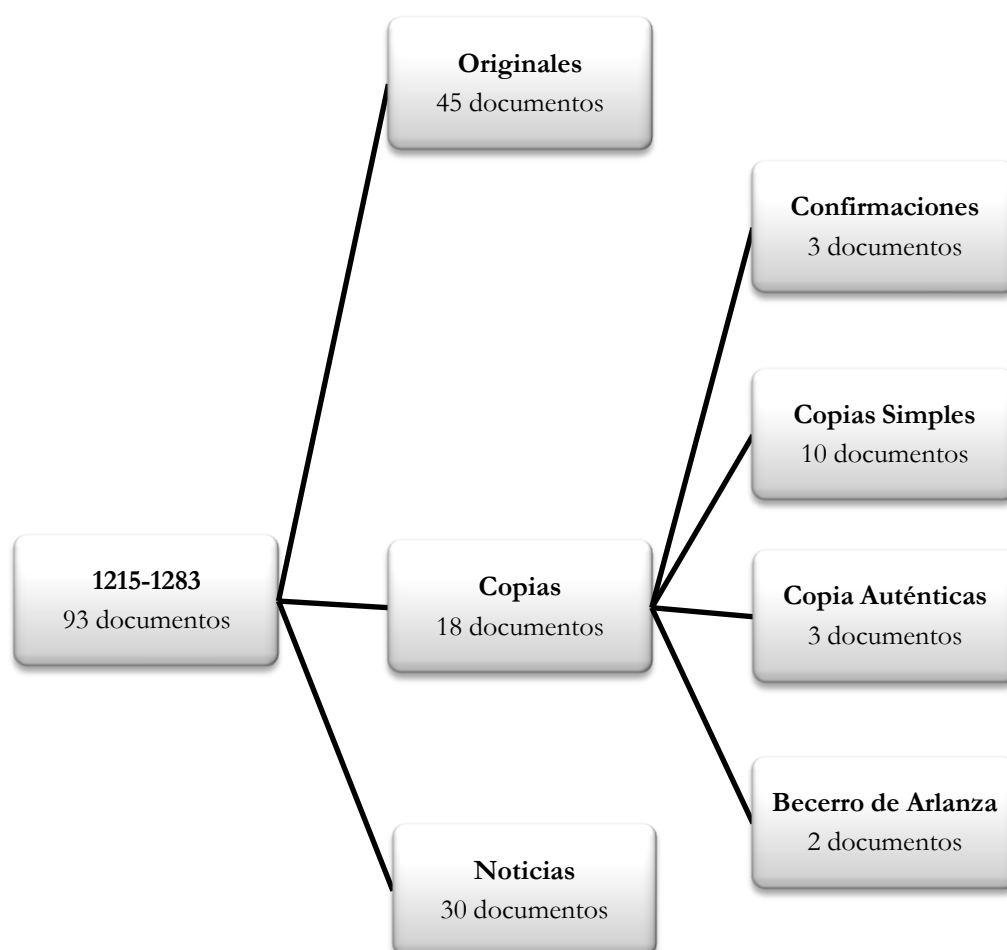 1215-1283
93 documentos
Originales
45 documentos
Copias
18 documentos
Noticias
30 documentos
Confirmaciones
3 documentos
Copias Simples
10 documentos
Copia Auténticas
3 documentos
Becerro de Arlanza
2 documentos